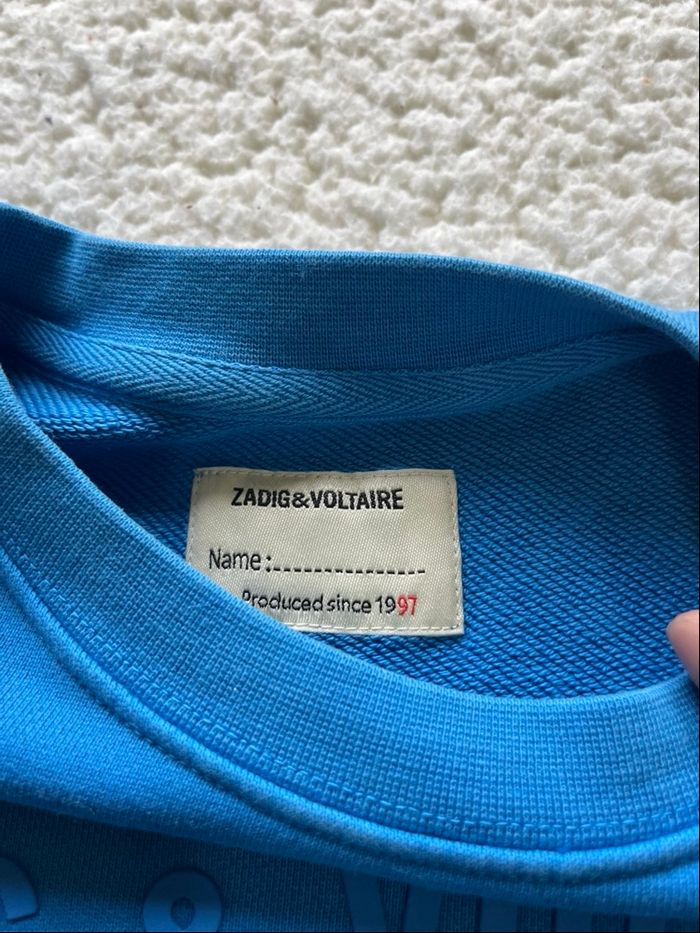 ZADIG&VOLTAIRE
Name:
Produced since 1997